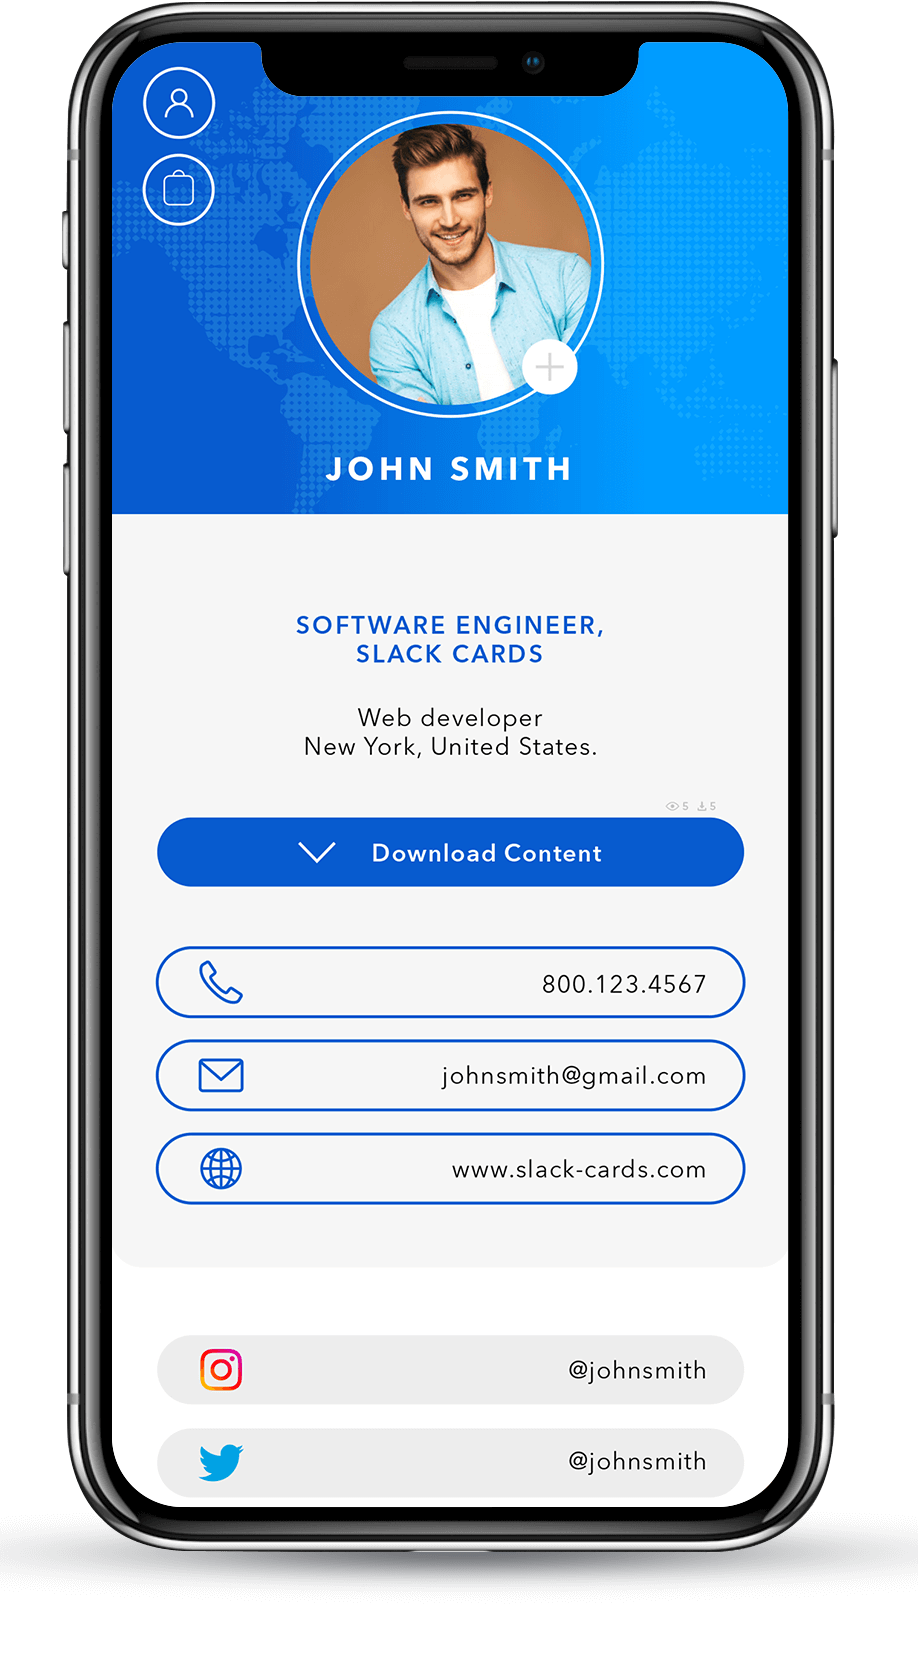 JOHN SMITH
SOFTWARE ENGINEER,
SLACK CARDS
Web developer
New York, United States.
5 5
Download Content
800.123.4567
johnsmith@gmail.com
www.slack-cards.com
@johnsmith
@johnsmith